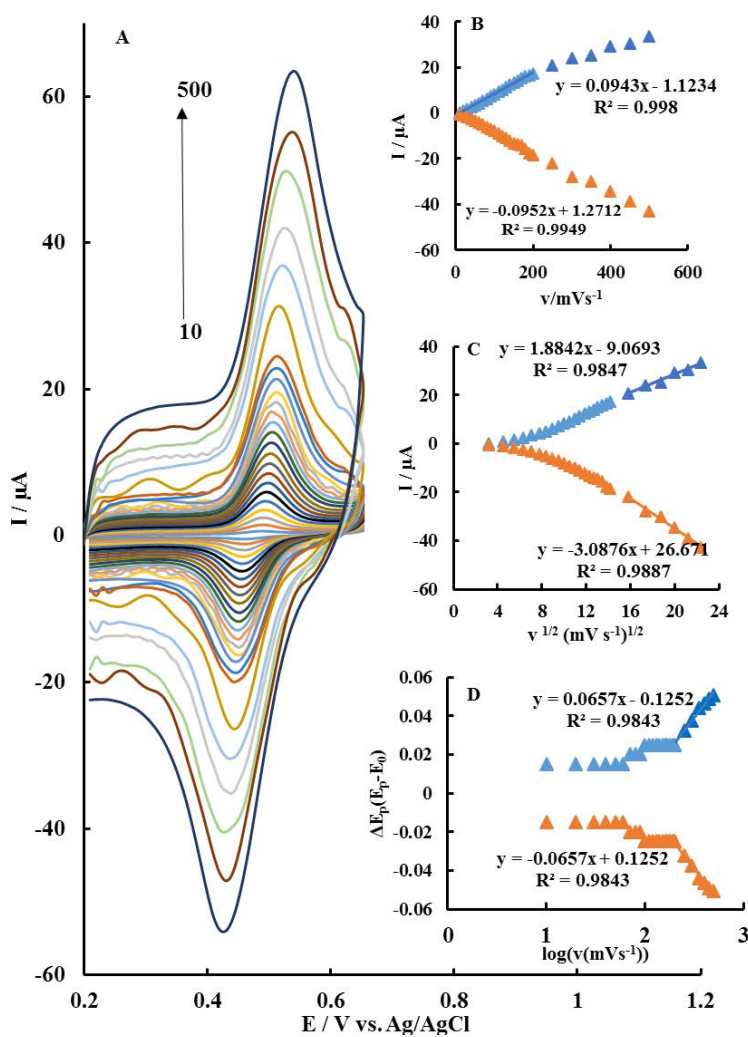 A
500
10
60
40
20
0
-20
-40
-60
I / µA
0.2
0.4
0.6
1
1.2
E / V vs. Ag/AgCl
B
40
20
0
-20
-40
-60
I / µA
y = 0.0943x - 1.1234
R² = 0.998
y = -0.0952x + 1.2712
R² = 0.9949
0
200
400
600
v/mVs⁻¹
C
40
20
0
-20
-40
-60
I / µA
y = 1.8842x - 9.0693
R² = 0.9847
y = -3.0876x + 26.671
R² = 0.9887
0
4
8
12
16
20
24
v ¹/² (mV s⁻¹)¹/²
D
0.06
0.04
0.02
0
-0.02
-0.04
-0.06
ΔEₚ(Eₚ-E₀)
y = 0.0657x - 0.1252
R² = 0.9843
y = -0.0657x + 0.1252
R² = 0.9843
0
1
2
3
log(v(mVs⁻¹))